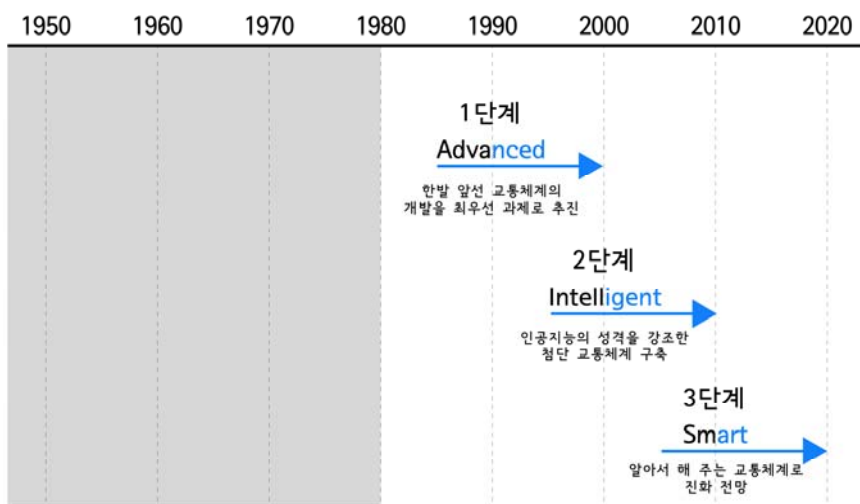 1950 1960 1970 1980 1990 2000 2010 2020
1단계
Advanced
한발 앞선 교통체계의
개발을 최우선 과제로 추진
2단계
Intelligent
인공지능의 성격을 강조한
첨단 교통체계 구축
3단계
Smart
알아서 해 주는 교통체계로
진화 전망